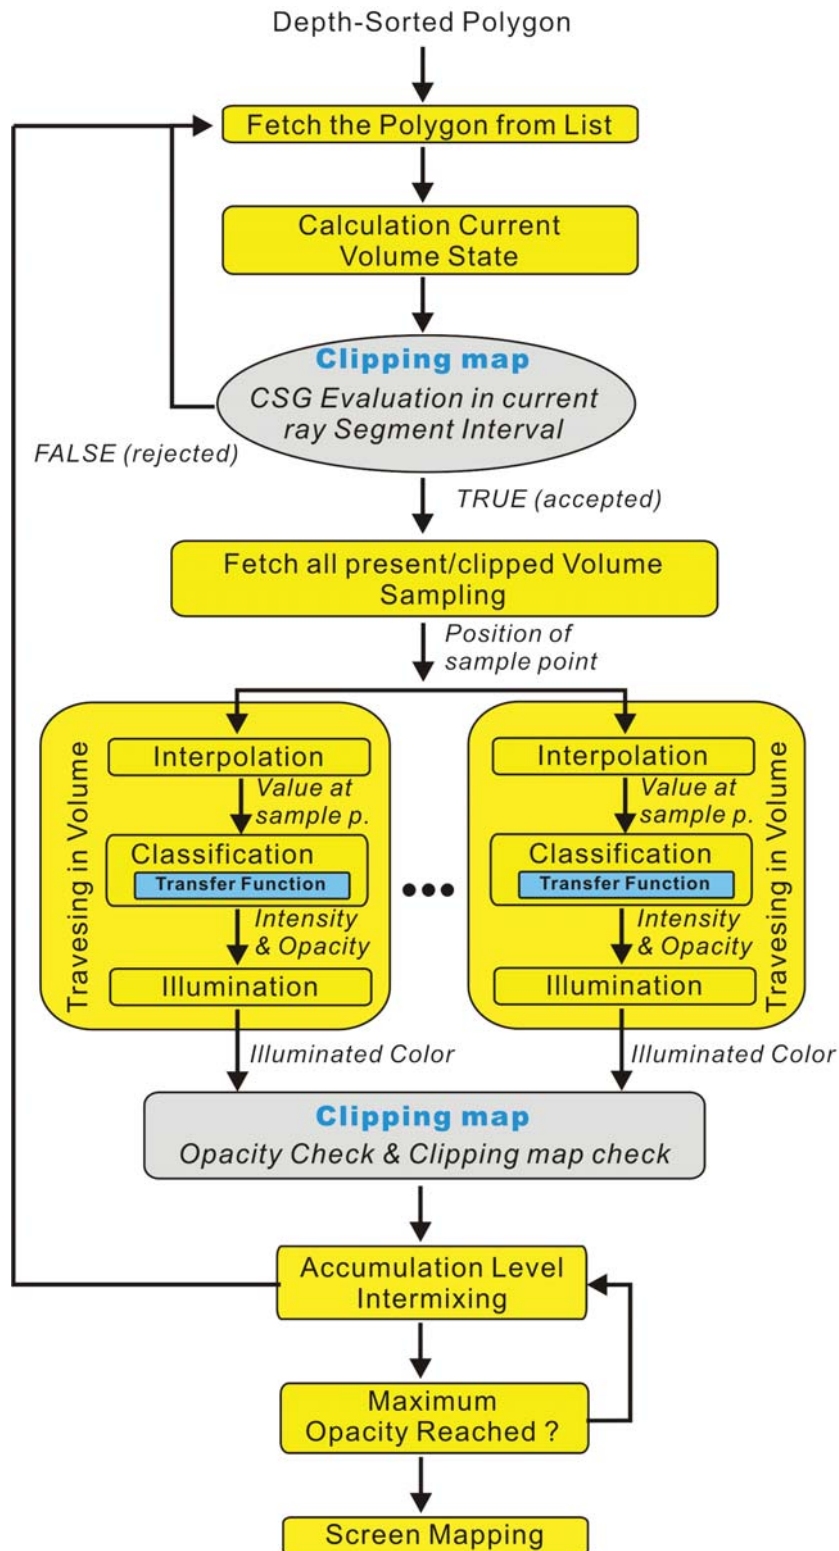 Depth-Sorted Polygon
Fetch the Polygon from List
Calculation Current
Volume State
Clipping map
CSG Evaluation in current
ray Segment Interval
FALSE (rejected)
TRUE (accepted)
Fetch all present/clipped Volume
Sampling
Position of
sample point
Travesing in Volume
Interpolation
Value at
sample p.
Classification
Transfer Function
Intensity
& Opacity
Illumination
Illuminated Color
Travesing in Volume
Interpolation
Value at
sample p.
Classification
Transfer Function
Intensity
& Opacity
Illumination
Illuminated Color
Clipping map
Opacity Check & Clipping map check
Accumulation Level
Intermixing
Maximum
Opacity Reached ?
Screen Mapping